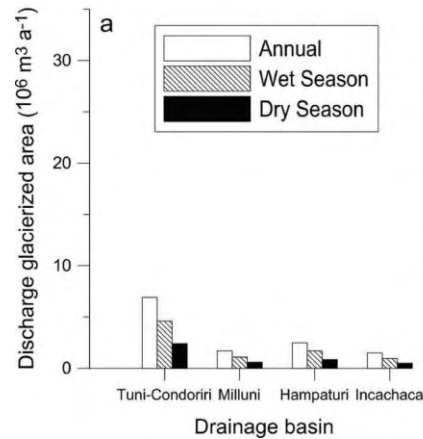 a
Annual
Wet Season
Dry Season
Discharge glacierized area (10⁶ m³ a⁻¹)
30
20
10
0
Tuni-Condoriri Milluni Hampaturi Incachaca
Drainage basin